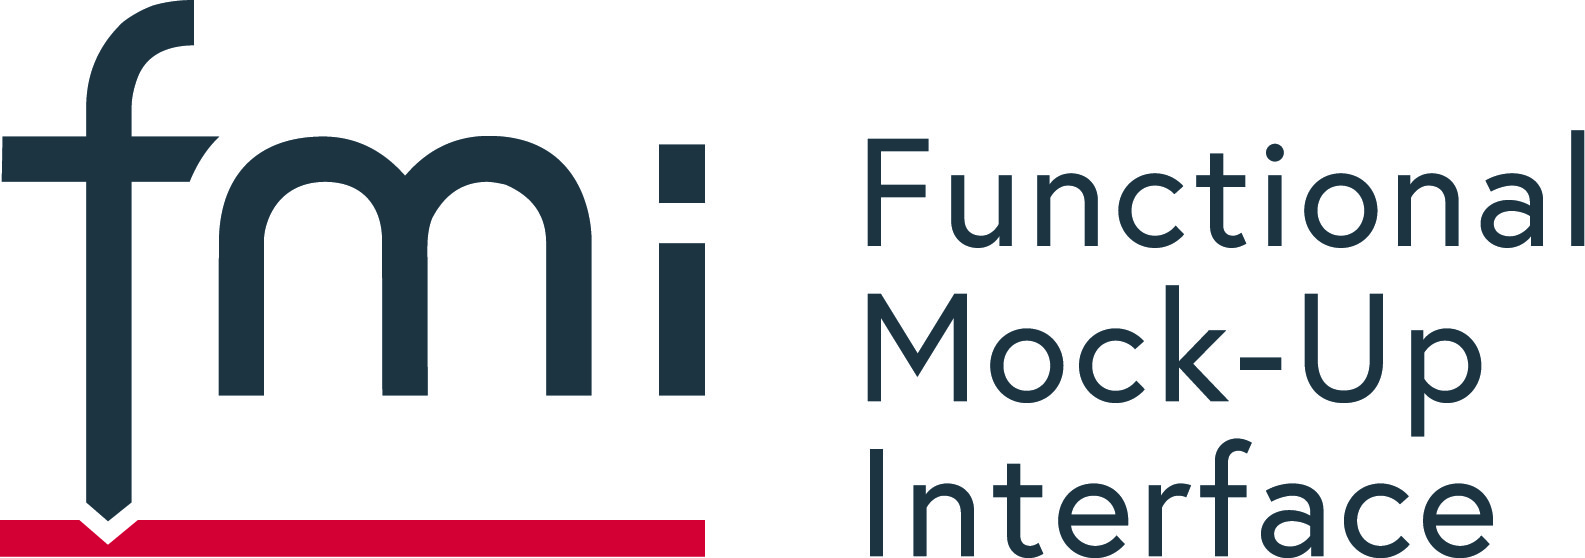 fmi
Functional
Mock-Up
Interface